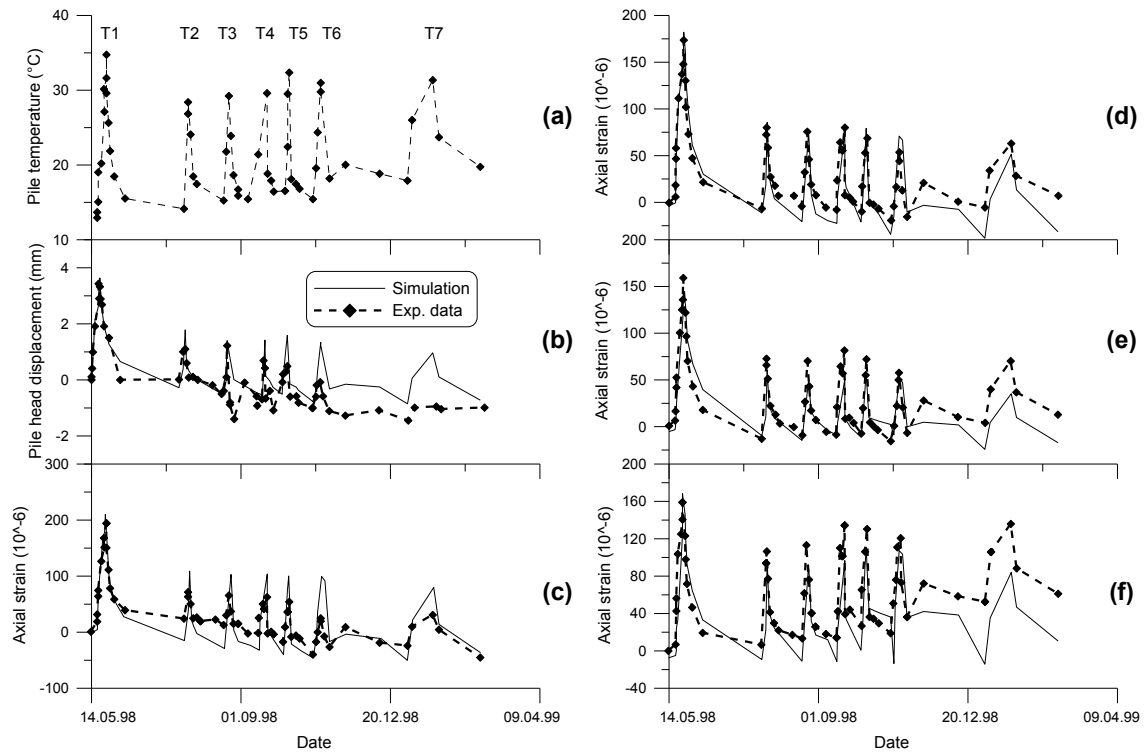 40
T1
T2
T3
T4
T5
T6
T7
30
20
10
Pile temperature (°C)
(a)
4
2
0
-2
Pile head displacement (mm)
Simulation
Exp. data
(b)
300
200
100
0
-100
Axial strain (10^-6)
(c)
14.05.98
01.09.98
20.12.98
09.04.99
Date
200
150
100
50
0
Axial strain (10^-6)
(d)
200
150
100
50
0
Axial strain (10^-6)
(e)
200
160
120
80
40
0
-40
Axial strain (10^-6)
(f)
14.05.98
01.09.98
20.12.98
09.04.99
Date